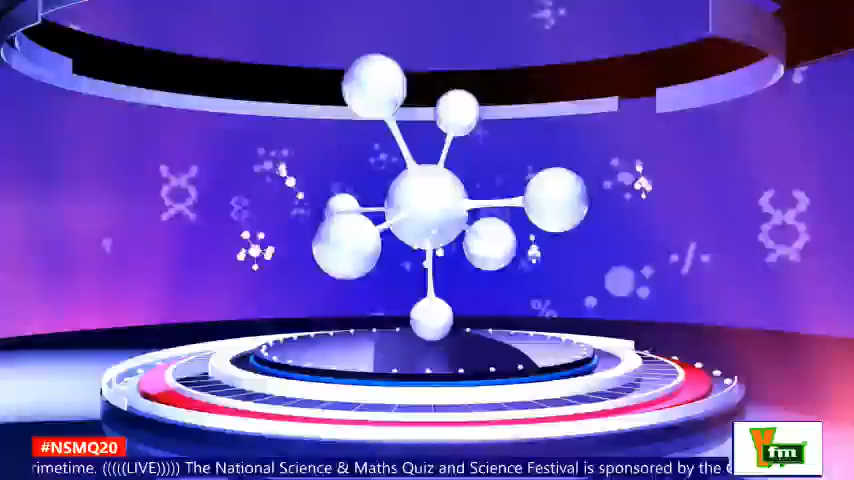 #NSMQ20
rimetime. (((((LIVE))))) The National Science & Maths Quiz and Science Festival is sponsored by the
Y fm